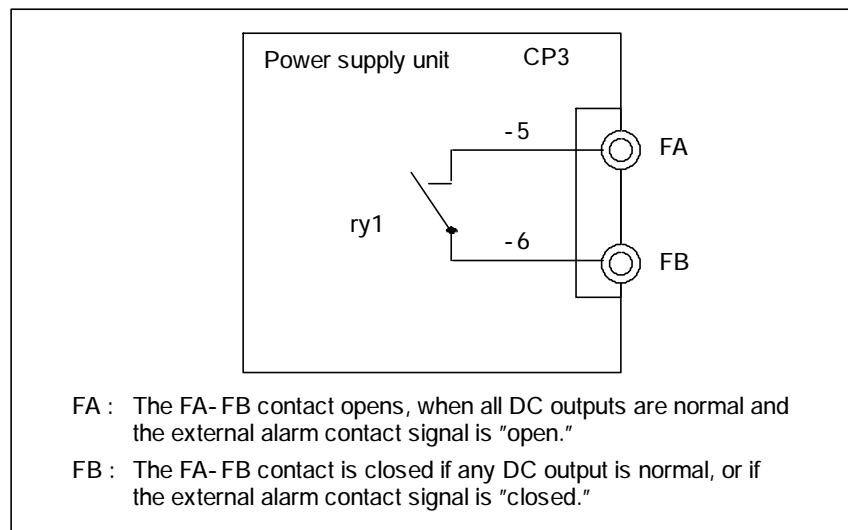 Power supply unit CP3
-5
FA
ry1
-6
FB
FA : The FA-FB contact opens, when all DC outputs are normal and
the external alarm contact signal is "open."
FB : The FA-FB contact is closed if any DC output is normal, or if
the external alarm contact signal is "closed."